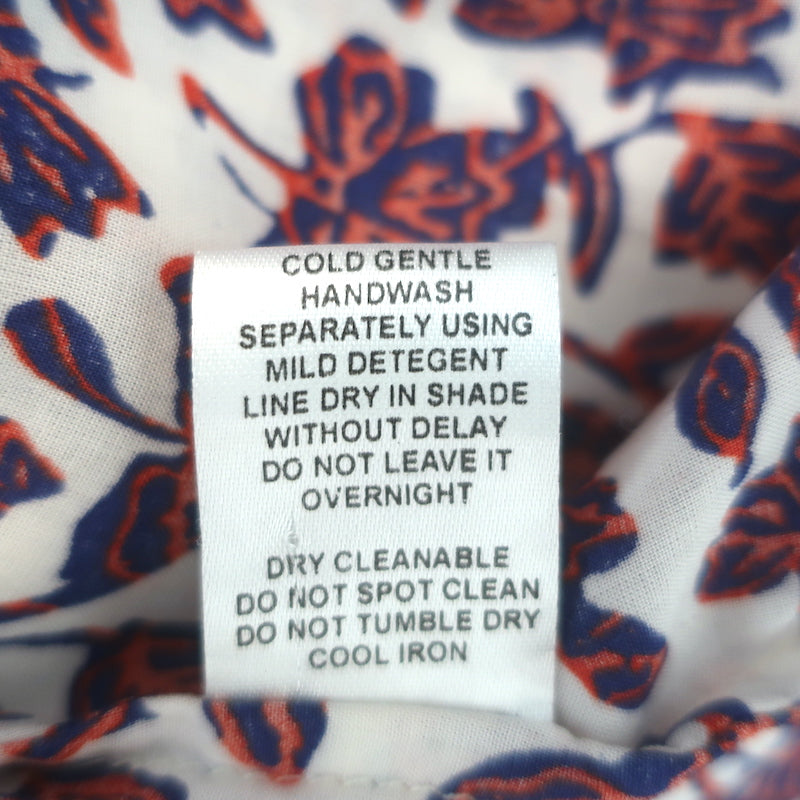 COLD GENTLE
HANDWASH
SEPARATELY USING
MILD DETEGENT
LINE DRY IN SHADE
WITHOUT DELAY
DO NOT LEAVE IT
OVERNIGHT
DRY CLEANABLE
DO NOT SPOT CLEAN
DO NOT TUMBLE DRY
COOL IRON